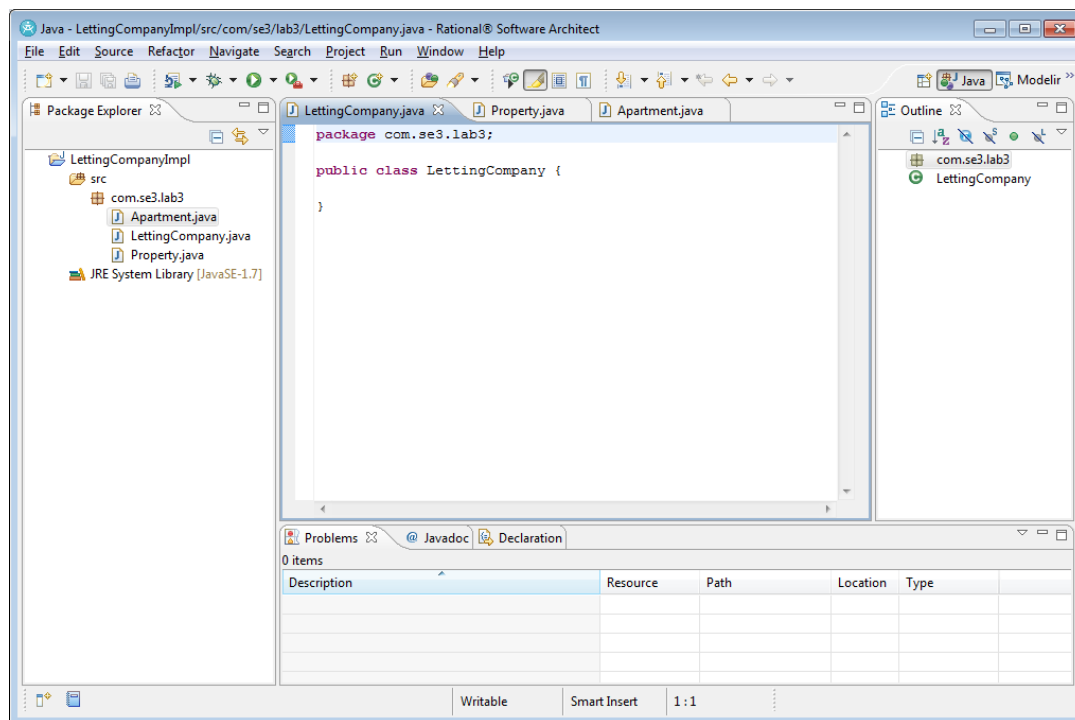 Java - LettingCompanyImpl/src/com/se3/lab3/LettingCompany.java - Rational® Software Architect
File Edit Source Refactor Navigate Search Project Run Window Help
Java Modelir »
Package Explorer
LettingCompanyImpl
src
com.se3.lab3
Apartment.java
LettingCompany.java
Property.java
JRE System Library [JavaSE-1.7]
LettingCompany.java Property.java Apartment.java
package com.se3.lab3;
public class LettingCompany {
}
Outline
com.se3.lab3
LettingCompany
Problems @ Javadoc Declaration
0 items
Description Resource Path Location Type
Writable Smart Insert 1:1